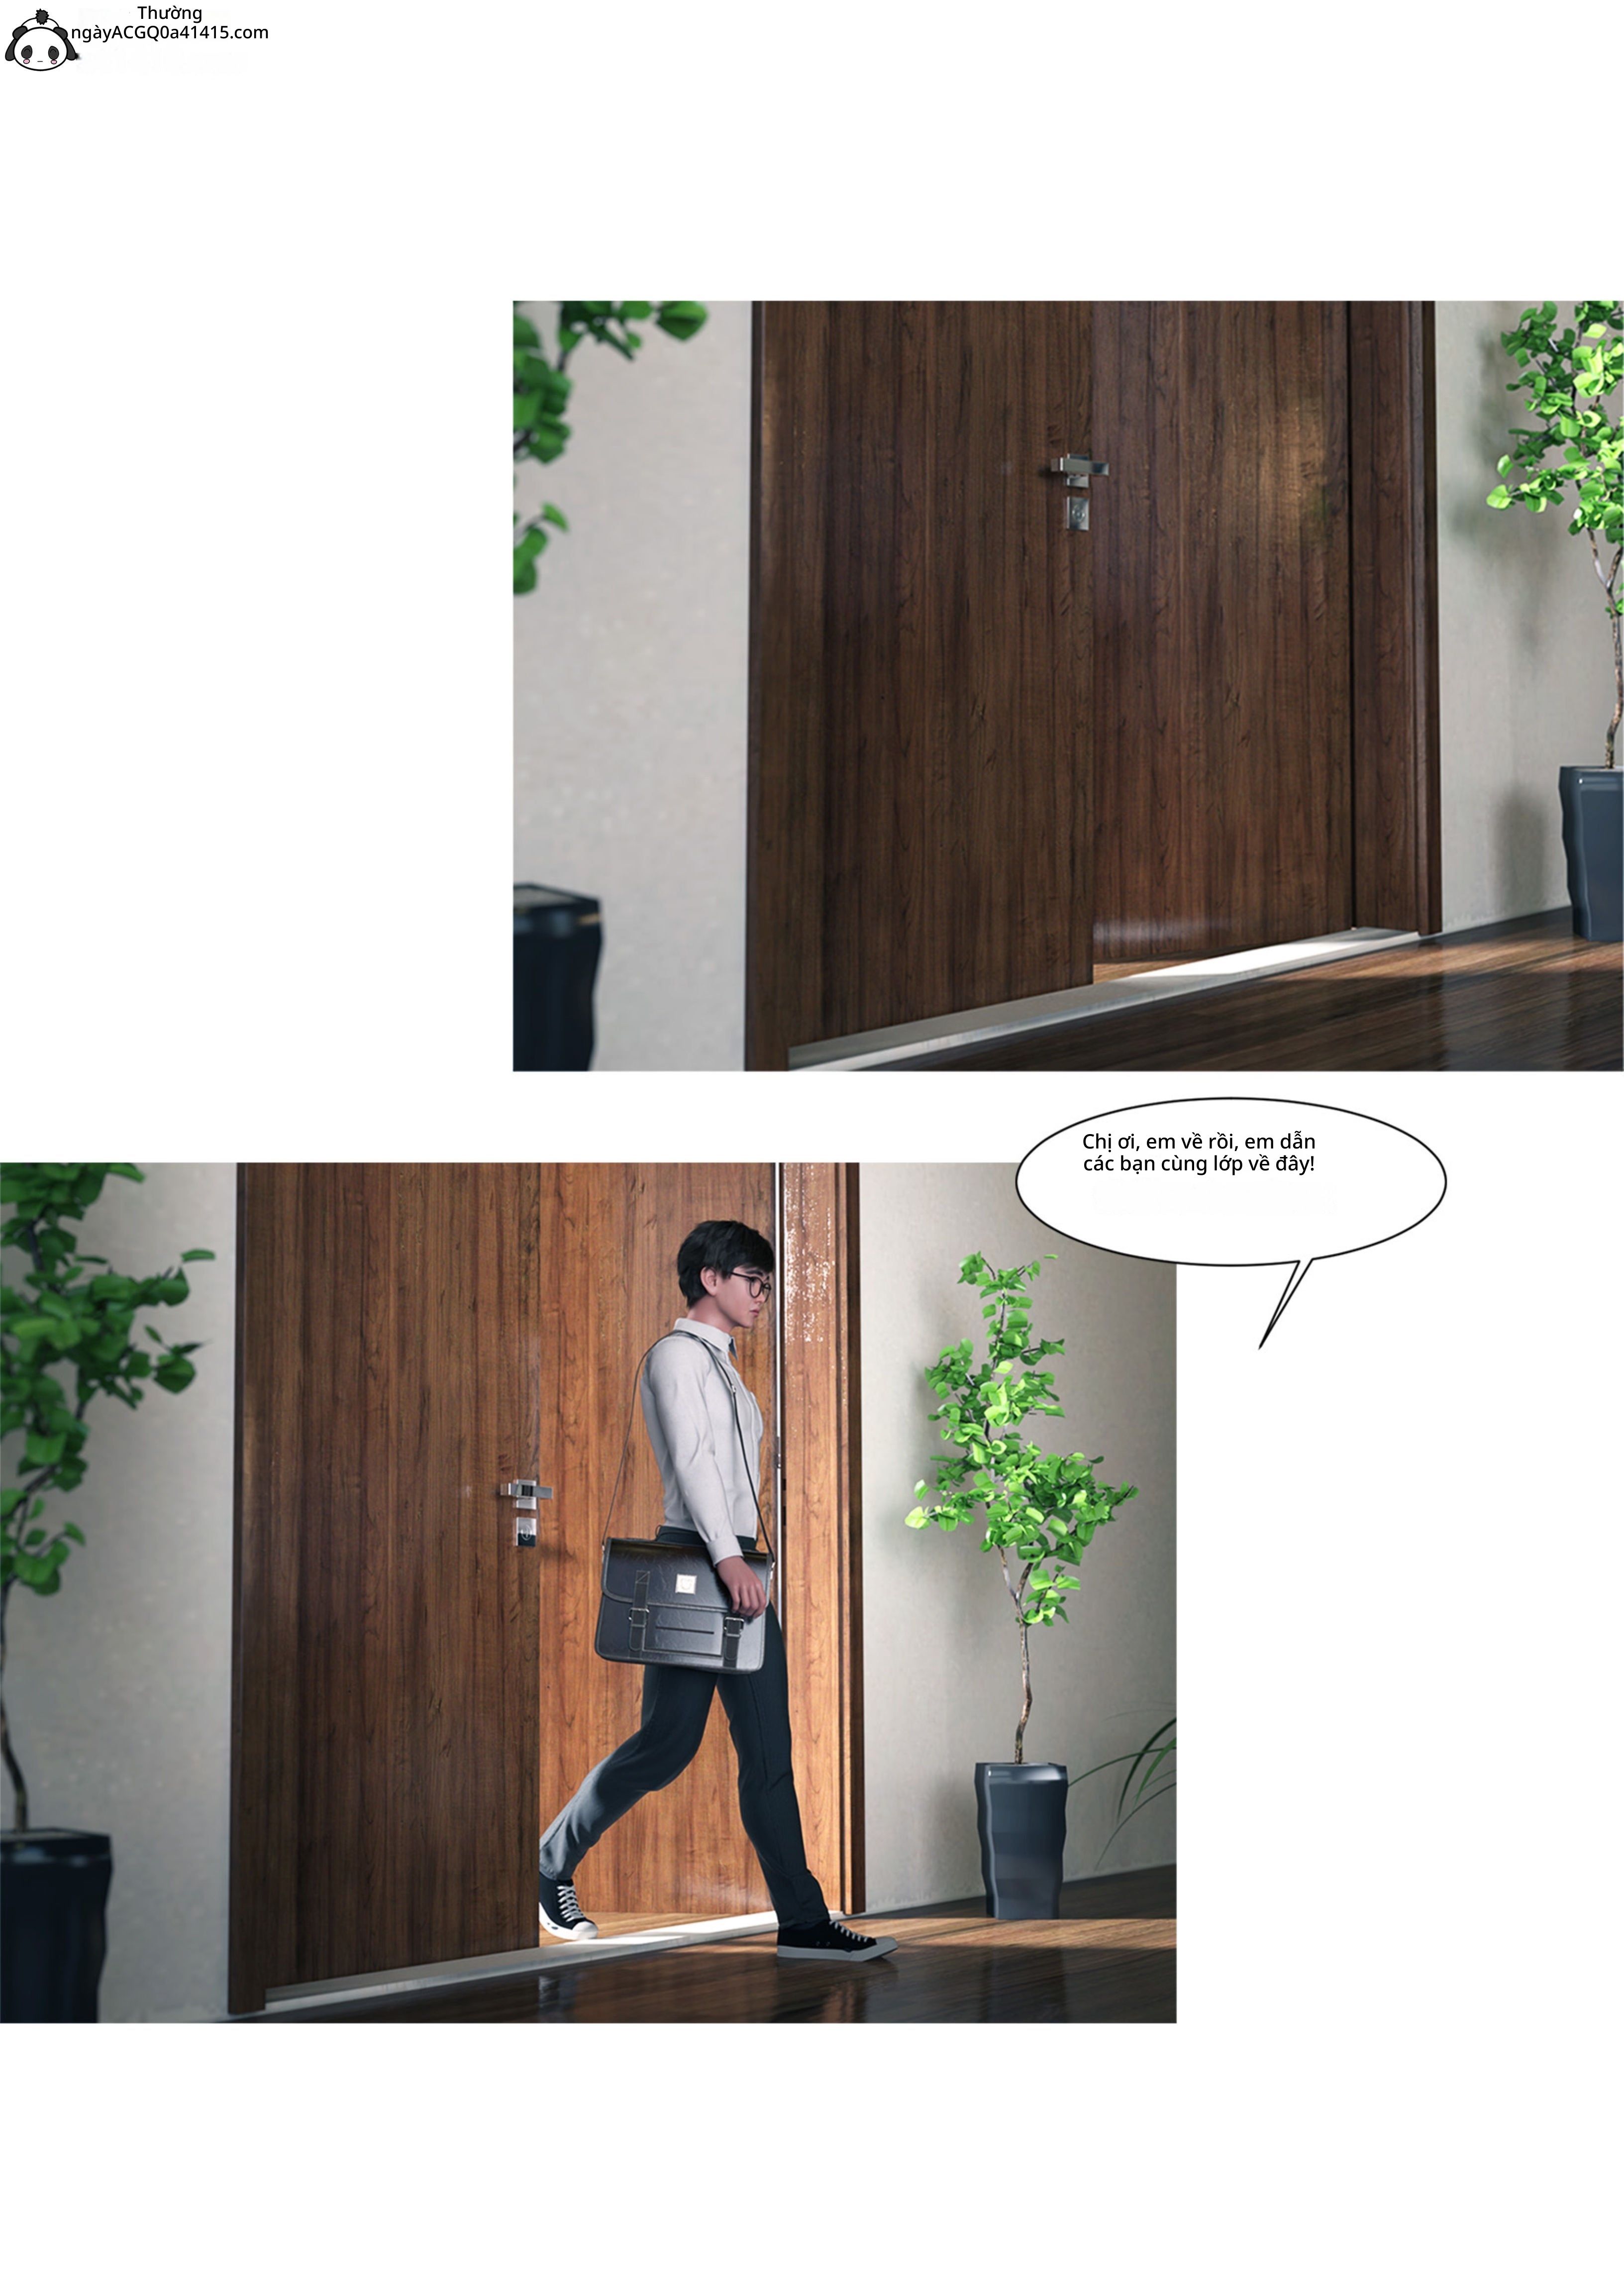 Thường
ngàyACGQ0a41415.com
Chị ơi, em về rồi, em dẫn
các bạn cùng lớp về đây!